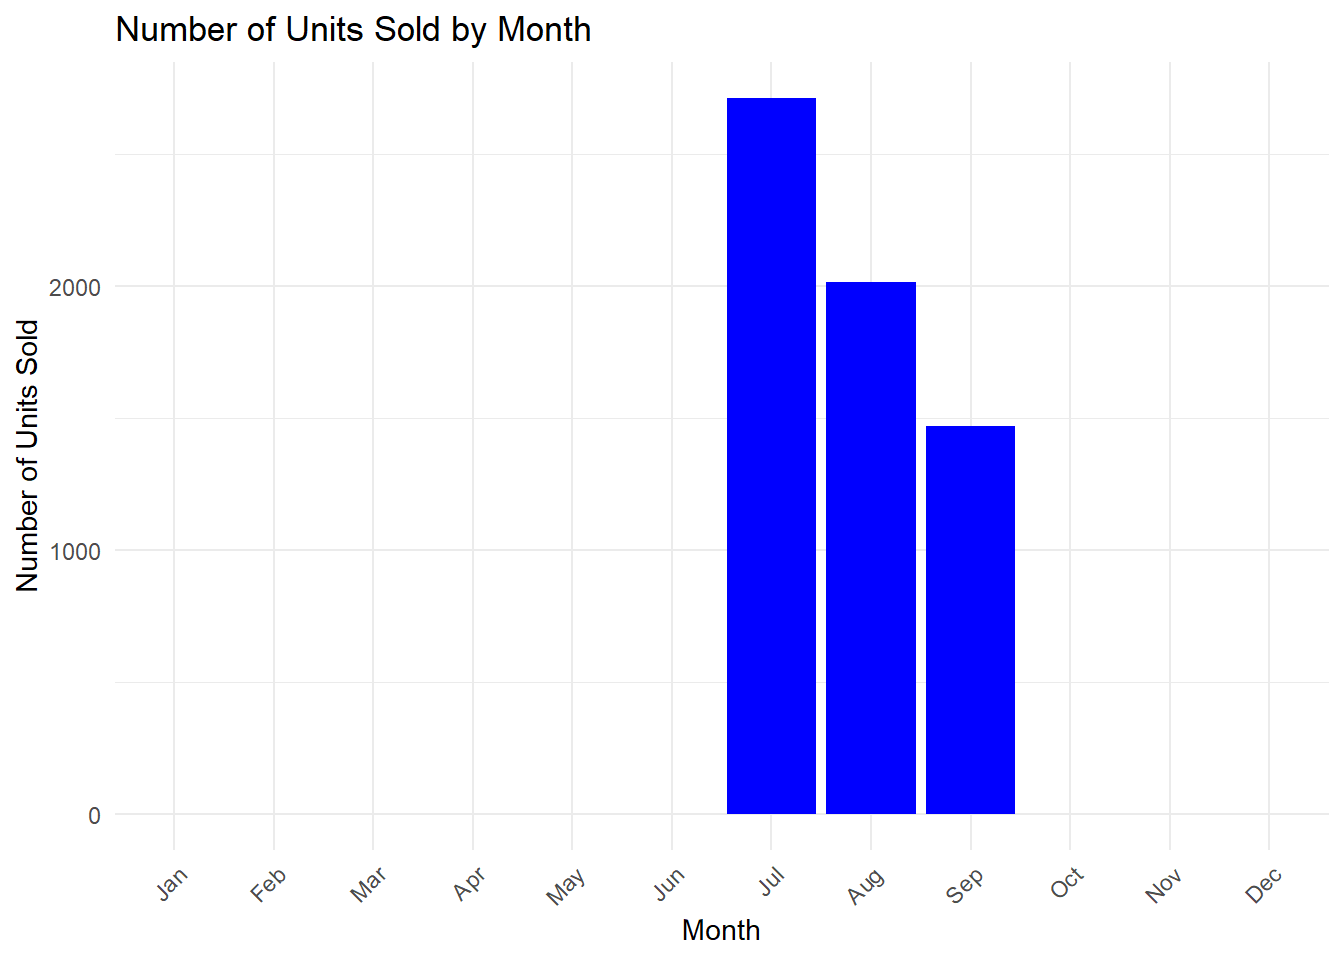 Number of Units Sold by Month
Number of Units Sold
2000
1000
0
Jan Feb Mar Apr May Jun Jul Aug Sep Oct Nov Dec
Month